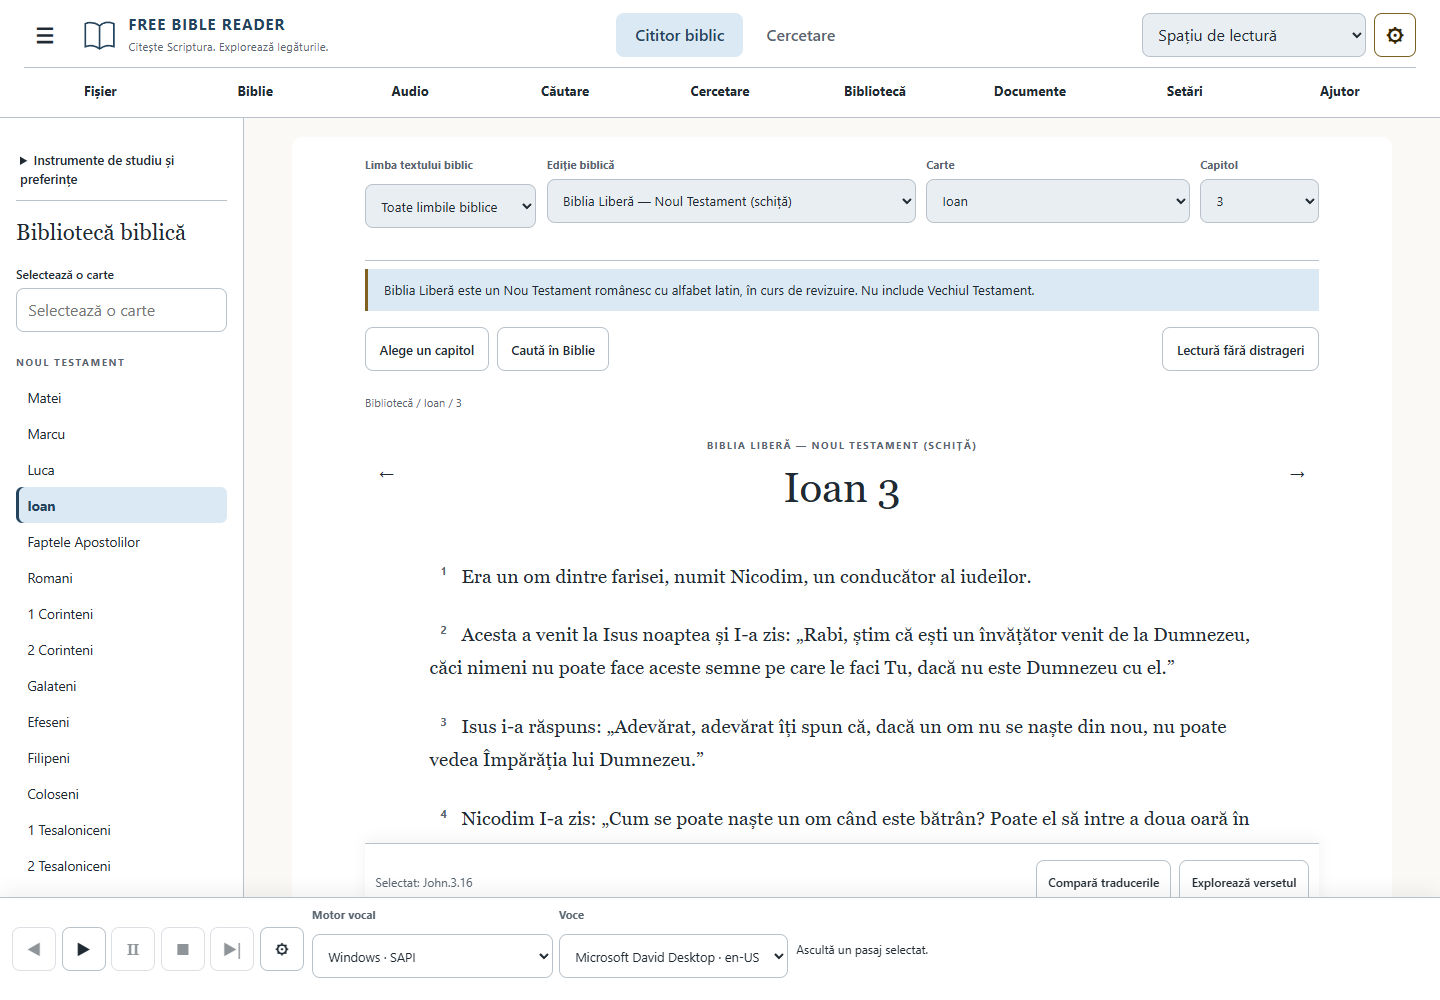 ☰
FREE BIBLE READER
Citește Scriptura. Explorează legăturile.
Cititor biblic
Cercetare
Spațiu de lectură
Fișier
Biblie
Audio
Căutare
Cercetare
Bibliotecă
Documente
Setări
Ajutor
▶ Instrumente de studiu și
preferințe
Bibliotecă biblică
Selectează o carte
Selectează o carte
NOUL TESTAMENT
Matei
Marcu
Luca
Ioan
Faptele Apostolilor
Romani
1 Corinteni
2 Corinteni
Galateni
Efeseni
Filipeni
Coloseni
1 Tesaloniceni
2 Tesaloniceni
Limba textului biblic
Toate limbile biblice
Ediție biblică
Biblia Liberă — Noul Testament (schiță)
Carte
Ioan
Capitol
3
Biblia Liberă este un Nou Testament românesc cu alfabet latin, în curs de revizuire. Nu include Vechiul Testament.
Alege un capitol
Caută în Biblie
Lectură fără distrageri
Bibliotecă / Ioan / 3
BIBLIA LIBERĂ — NOUL TESTAMENT (SCHIȚĂ)
←
Ioan 3
→
1 Era un om dintre farisei, numit Nicodim, un conducător al iudeilor.
2 Acesta a venit la Isus noaptea și I-a zis: „Rabi, știm că ești un învățător venit de la Dumnezeu,
căci nimeni nu poate face aceste semne pe care le faci Tu, dacă nu este Dumnezeu cu el.”
3 Isus i-a răspuns: „Adevărat, adevărat îți spun că, dacă un om nu se naște din nou, nu poate
vedea Împărăția lui Dumnezeu.”
4 Nicodim I-a zis: „Cum se poate naște un om când este bătrân? Poate el să intre a doua oară în
Selectat: John.3.16
Compară traducerile
Explorează versetul
Motor vocal
Windows · SAPI
Voce
Microsoft David Desktop · en-US
Ascultă un pasaj selectat.